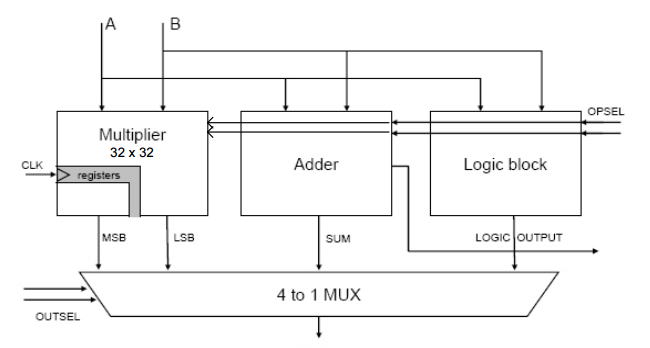 A B
OPSEL
Multiplier
32 x 32
Adder
Logic block
CLK
registers
MSB
LSB
SUM
LOGIC OUTPUT
4 to 1 MUX
OUTSEL